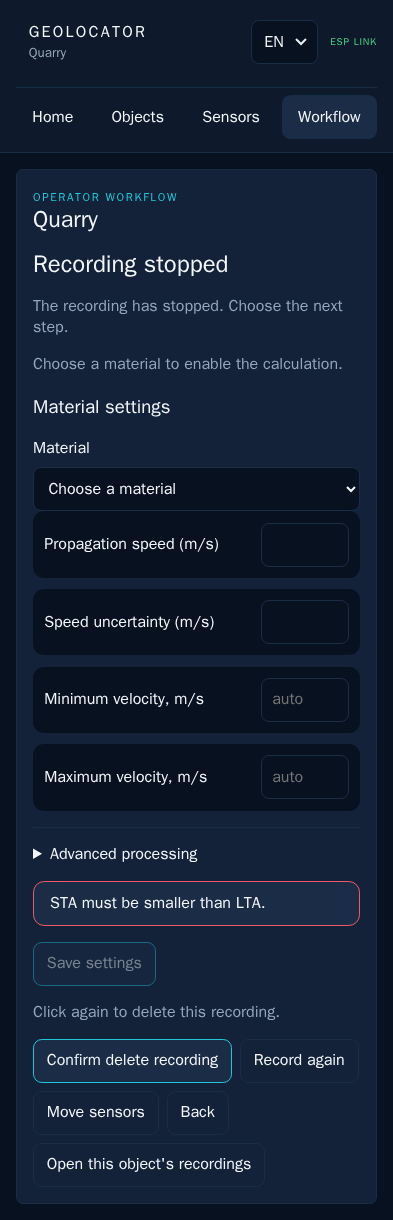 GEOLOCATOR
Quarry
EN
ESP LINK
Home
Objects
Sensors
Workflow
OPERATOR WORKFLOW
Quarry
Recording stopped
The recording has stopped. Choose the next
step.
Choose a material to enable the calculation.
Material settings
Material
Choose a material
Propagation speed (m/s)
Speed uncertainty (m/s)
Minimum velocity, m/s
auto
Maximum velocity, m/s
auto
Advanced processing
STA must be smaller than LTA.
Save settings
Click again to delete this recording.
Confirm delete recording
Record again
Move sensors
Back
Open this object's recordings